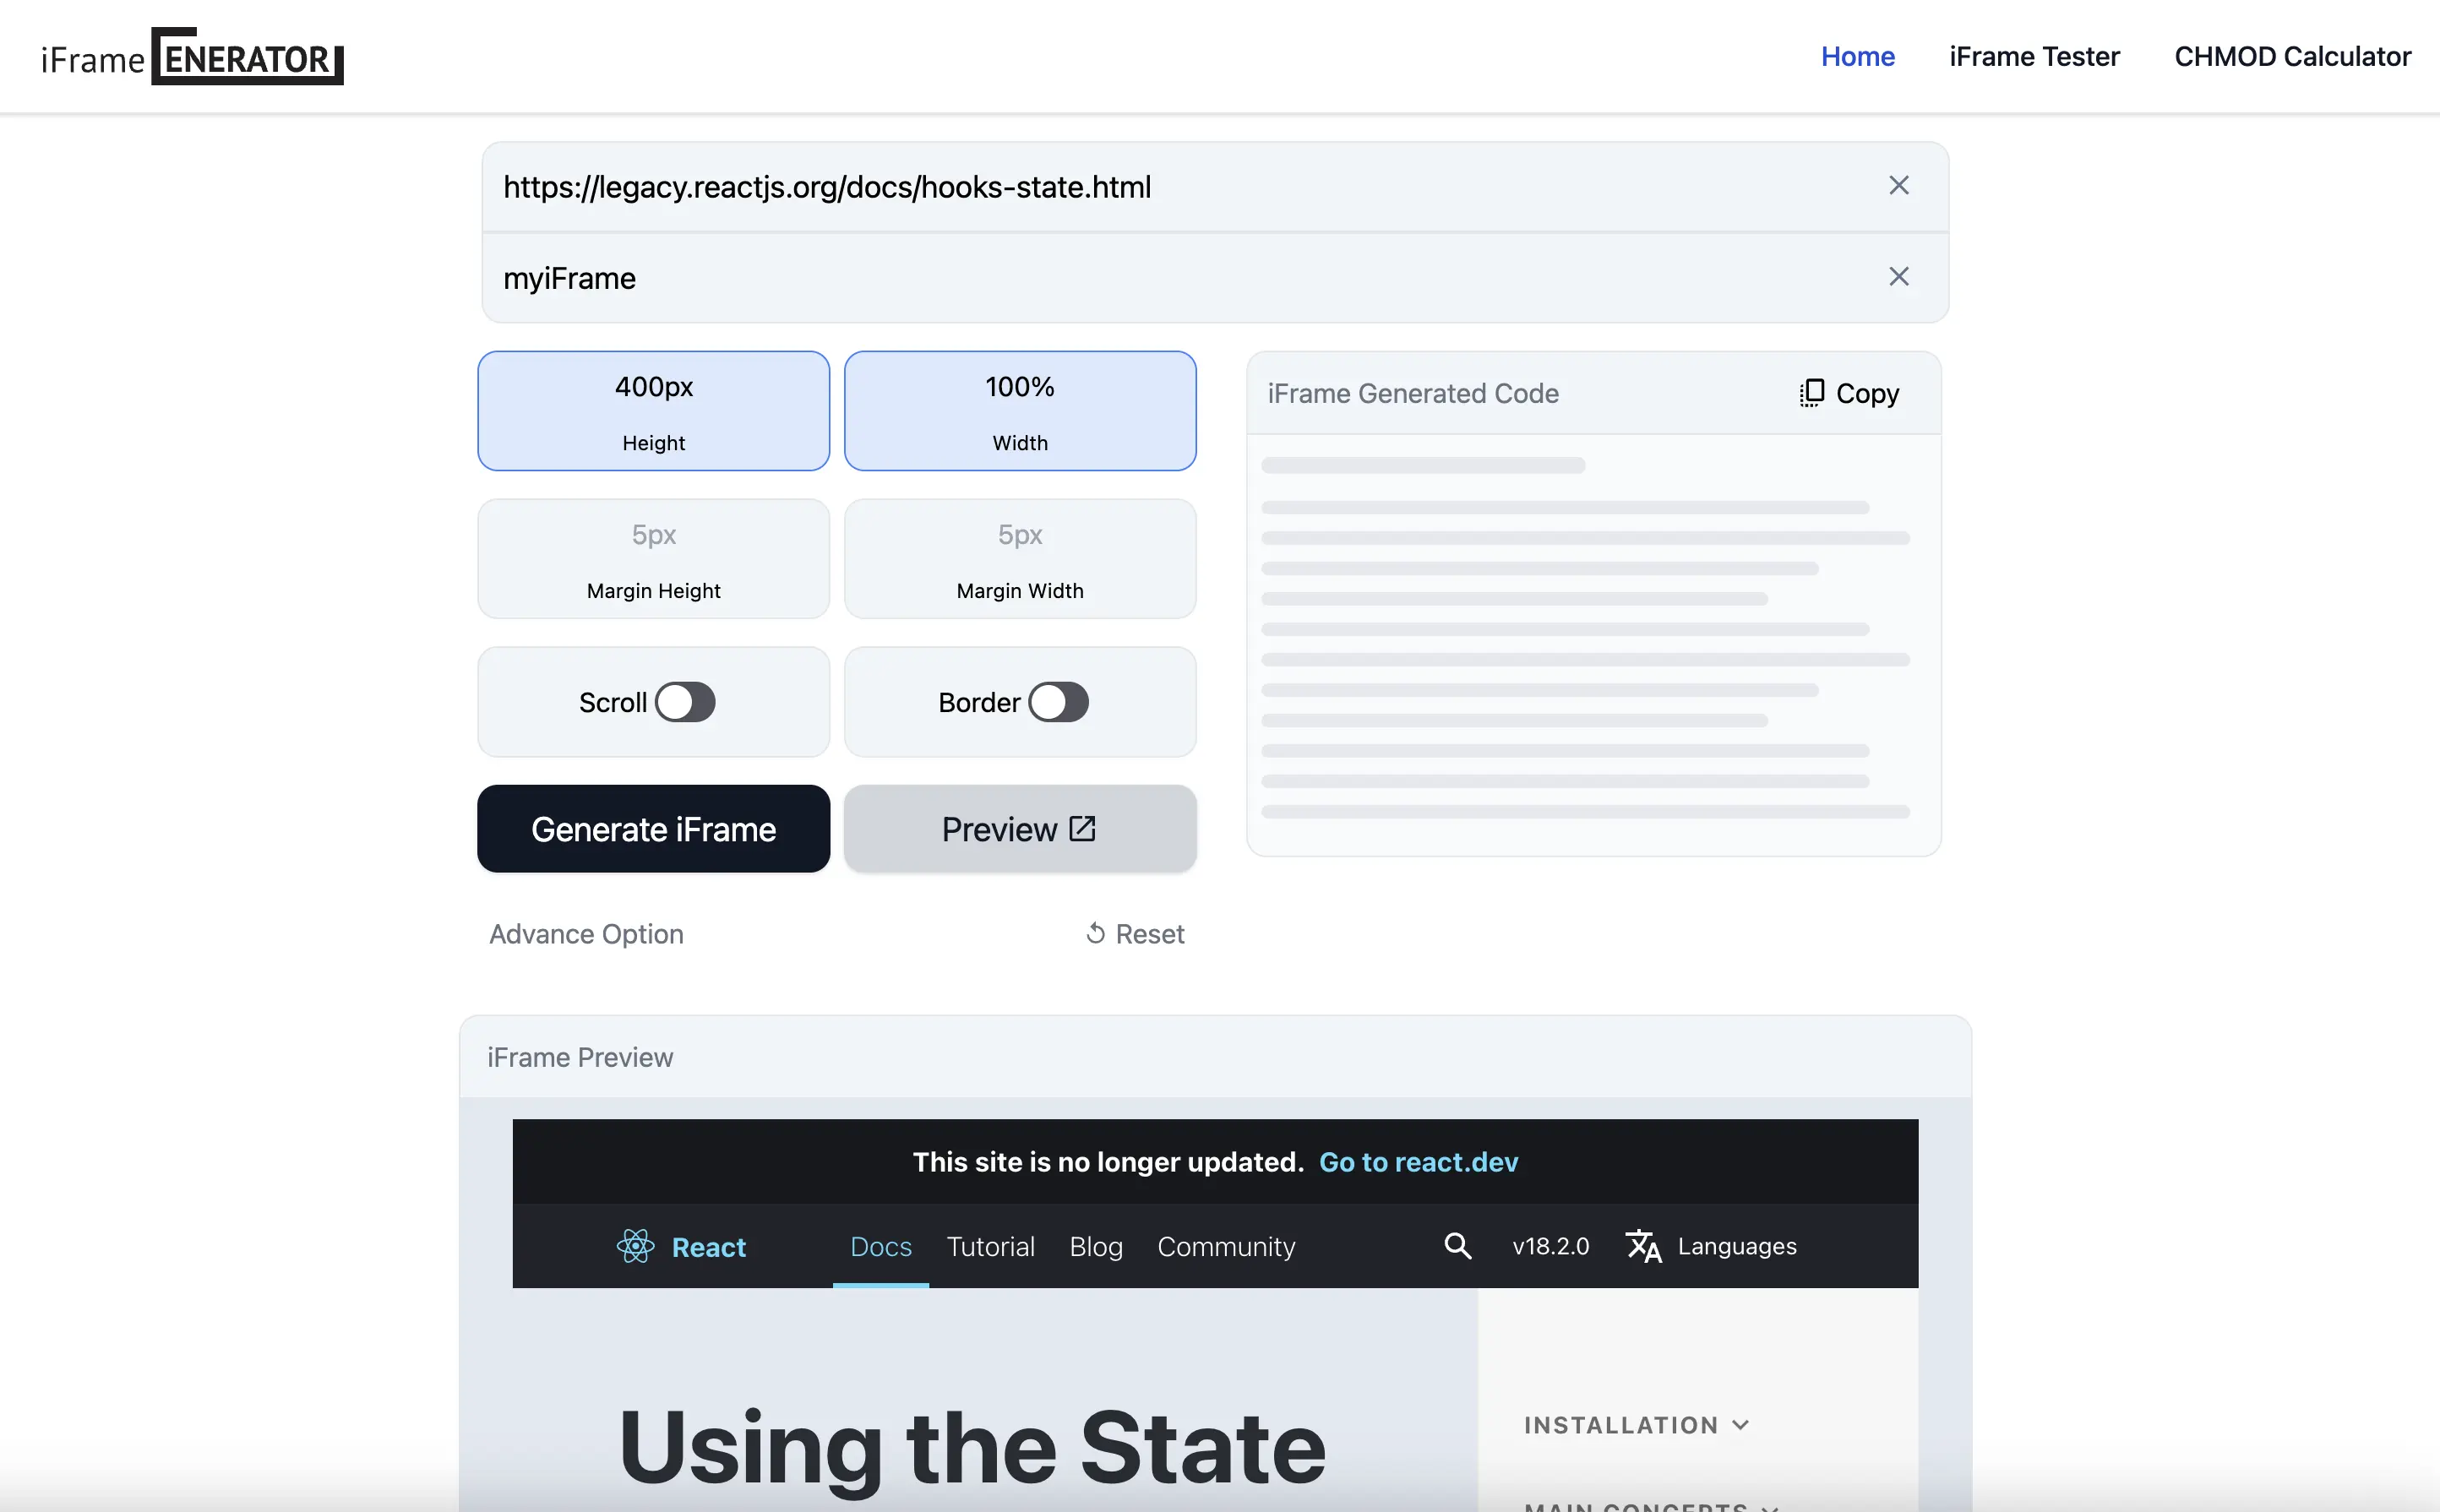 iFrame GENERATOR
Home iFrame Tester CHMOD Calculator
https://legacy.reactjs.org/docs/hooks-state.html
myiFrame
400px
Height
100%
Width
iFrame Generated Code
Copy
5px
Margin Height
5px
Margin Width
Scroll
Border
Generate iFrame
Preview
Advance Option
Reset
iFrame Preview
This site is no longer updated. Go to react.dev
React Docs Tutorial Blog Community v18.2.0 Languages
Using the State
INSTALLATION
MAIN CONCEPTS